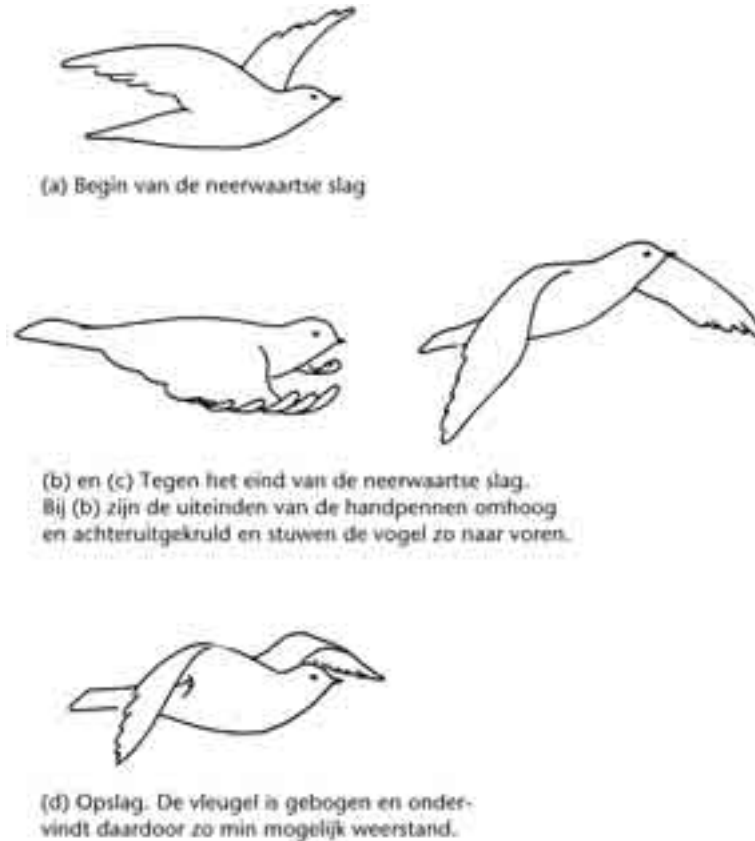 (a) Begin van de neerwaartse slag
(b) en (c) Tegen het eind van de neerwaartse slag.
Bij (b) zijn de uiteinden van de handpennen omhoog
en achteruitgekruld en stuwen de vogel zo naar voren.
(d) Opslag. De vleugel is gebogen en onder-
vindt daardoor zo min mogelijk weerstand.